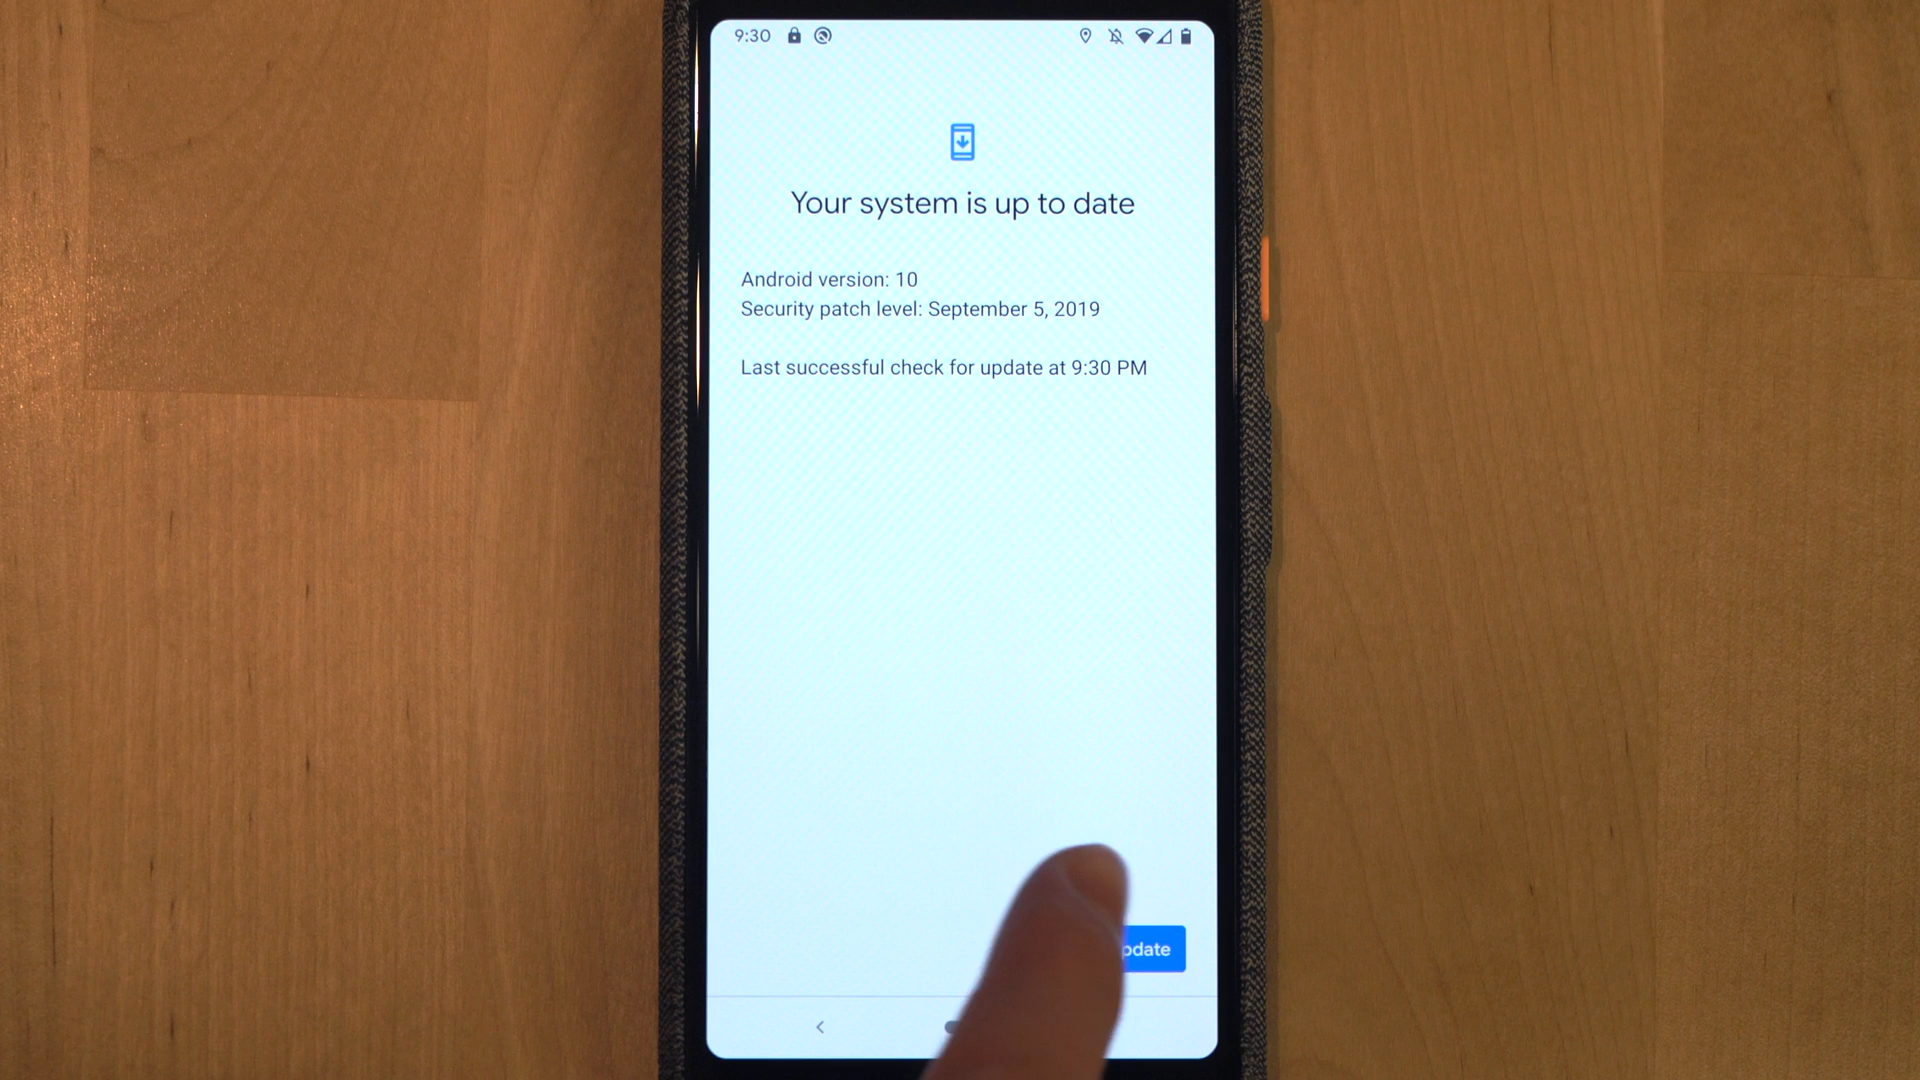 9:30
Your system is up to date
Android version: 10
Security patch level: September 5, 2019
Last successful check for update at 9:30 PM